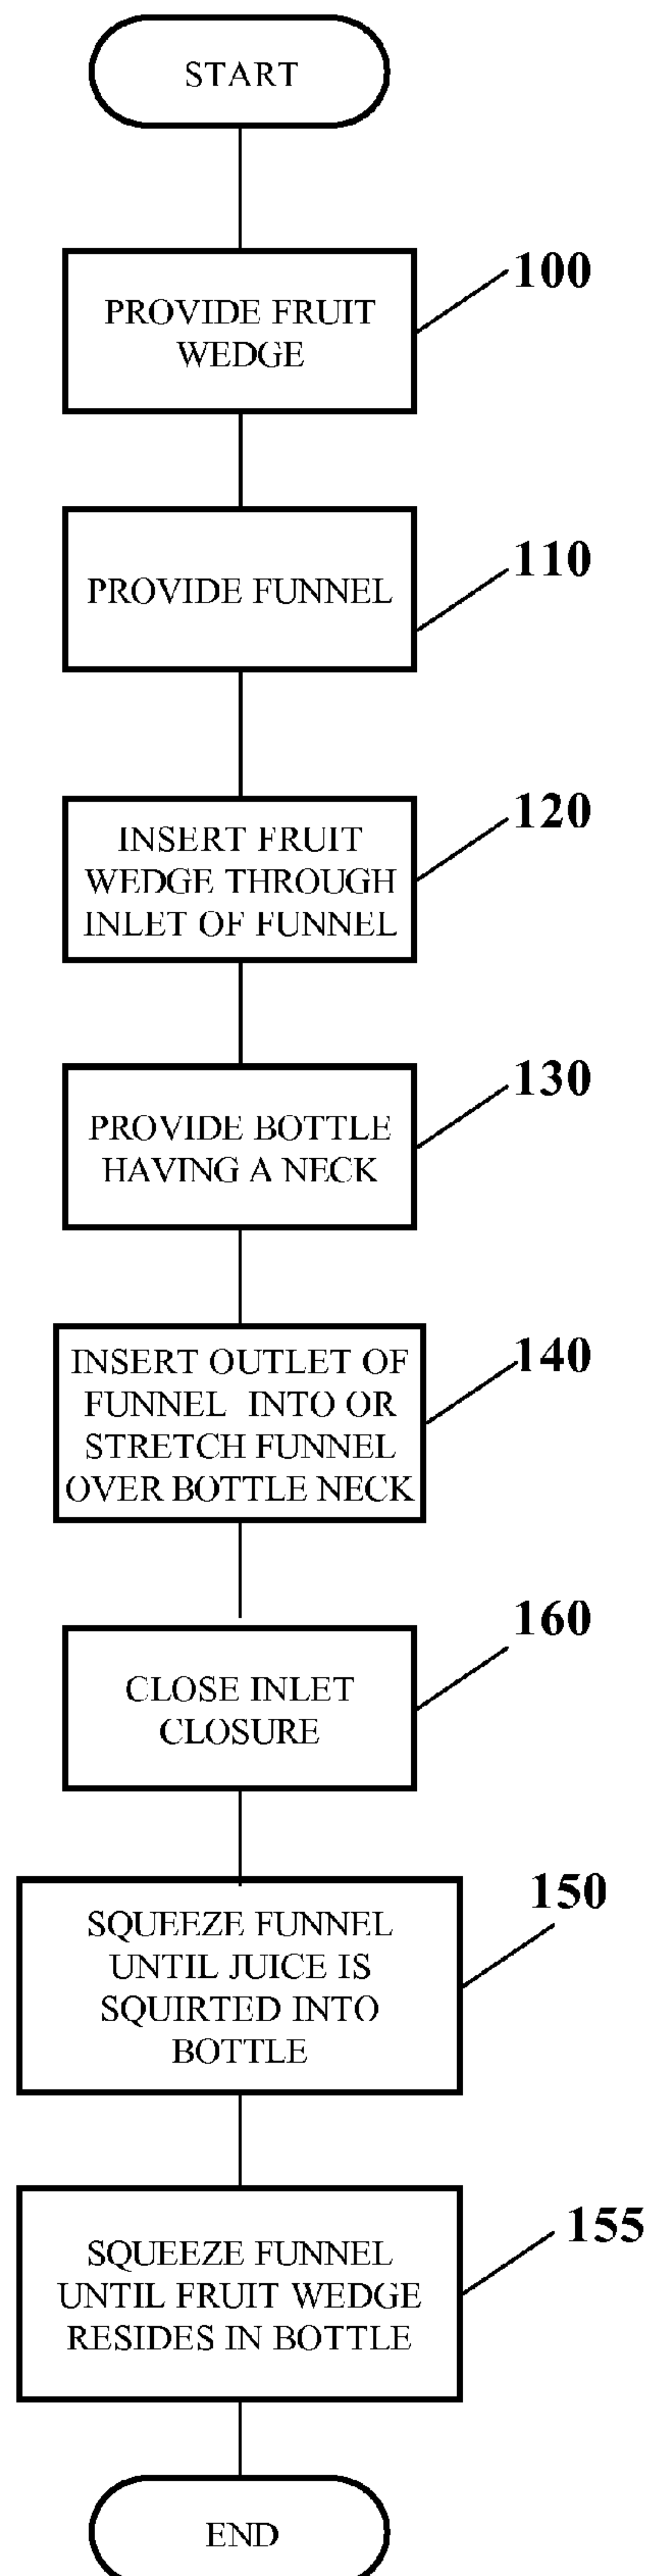 START
PROVIDE FRUIT
WEDGE
100
PROVIDE FUNNEL
110
INSERT FRUIT
WEDGE THROUGH
INLET OF FUNNEL
120
PROVIDE BOTTLE
HAVING A NECK
130
INSERT OUTLET OF
FUNNEL INTO OR
STRETCH FUNNEL
OVER BOTTLE NECK
140
CLOSE INLET
CLOSURE
160
SQUEEZE FUNNEL
UNTIL JUICE IS
SQUIRTED INTO
BOTTLE
150
SQUEEZE FUNNEL
UNTIL FRUIT WEDGE
RESIDES IN BOTTLE
155
END